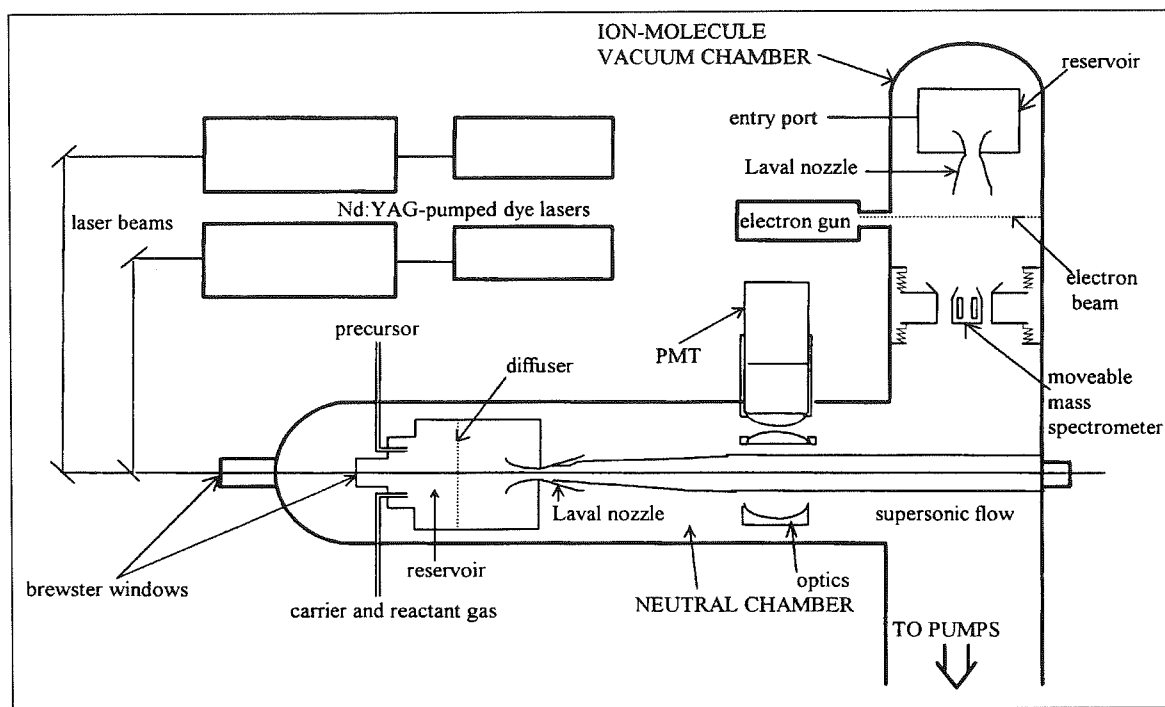 ION-MOLECULE
VACUUM CHAMBER
reservoir
entry port
Laval nozzle
Nd:YAG-pumped dye lasers
laser beams
electron gun
electron
beam
precursor
diffuser
PMT
moveable
mass
spectrometer
Laval nozzle
supersonic flow
reservoir
optics
brewster windows
carrier and reactant gas
NEUTRAL CHAMBER
TO PUMPS